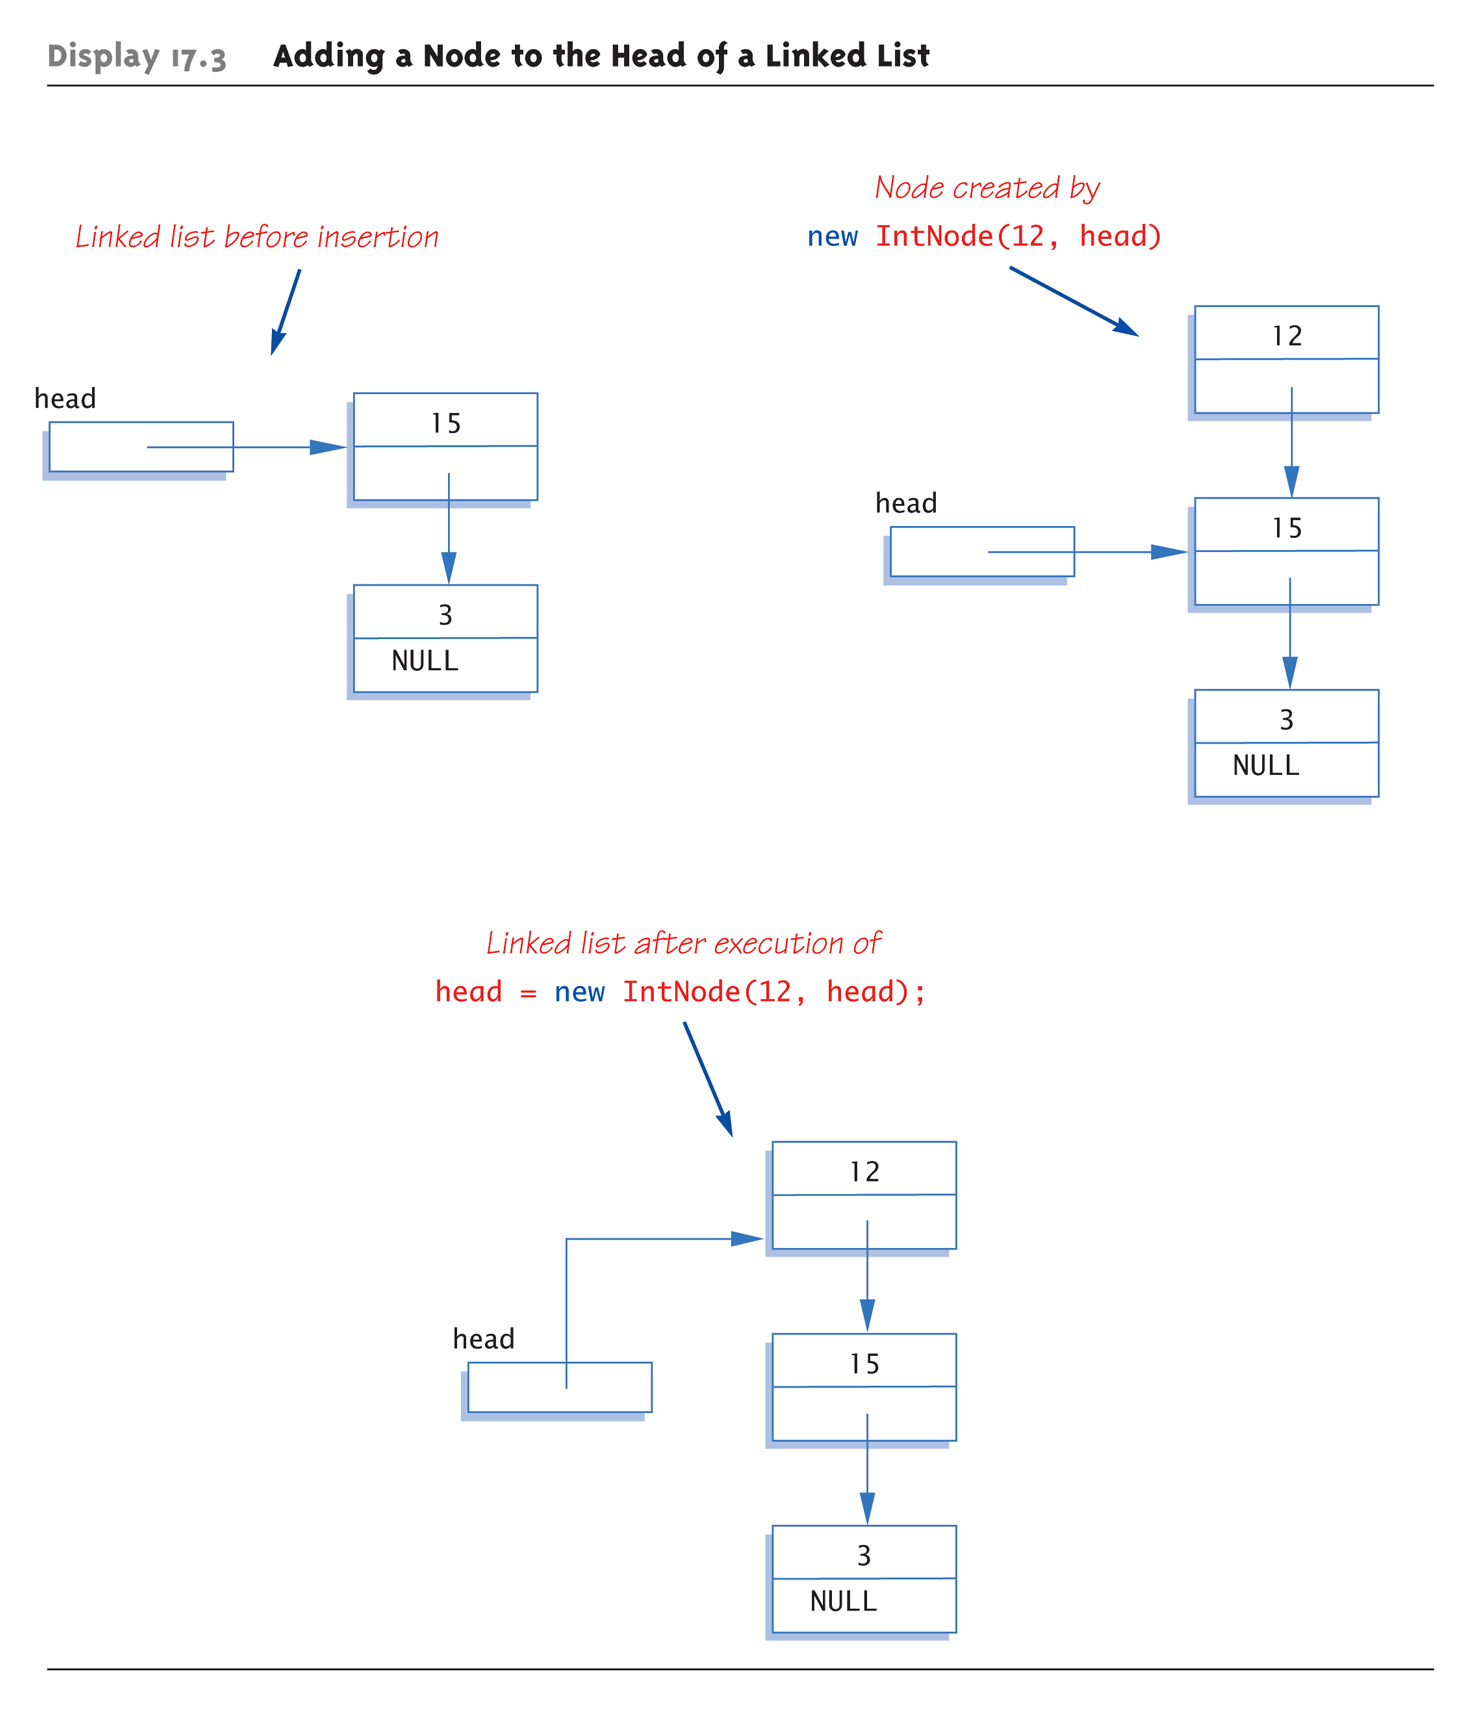 Display 17.3 Adding a Node to the Head of a Linked List
Linked list before insertion
head
15
3
NULL
Node created by
new IntNode(12, head)
12
head
15
3
NULL
Linked list after execution of
head = new IntNode(12, head);
12
head
15
3
NULL